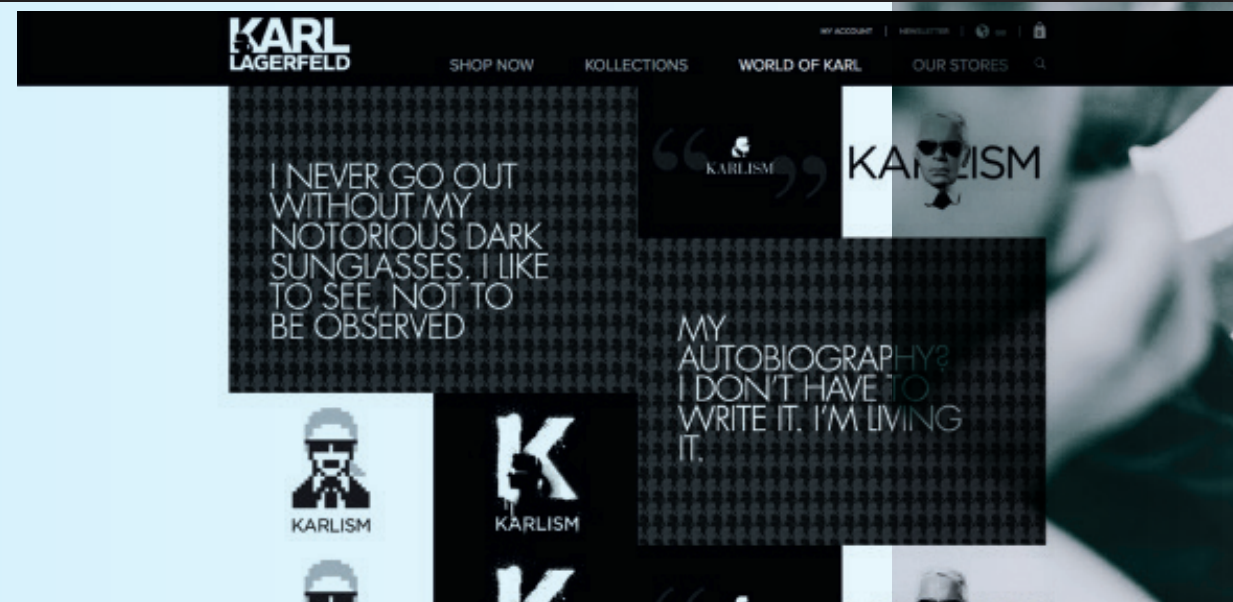 KARL
LAGERFELD
MY ACCOUNT | NEWSLETTER |
SHOP NOW
KOLLECTIONS
WORLD OF KARL
OUR STORES
I NEVER GO OUT
WITHOUT MY
NOTORIOUS DARK
SUNGLASSES. I LIKE
TO SEE, NOT TO
BE OBSERVED
“ KARLISM ”
KARLISM
MY
AUTOBIOGRAPHY?
I DON'T HAVE TO
WRITE IT. I'M LIVING
IT.
KARLISM
K
KARLISM